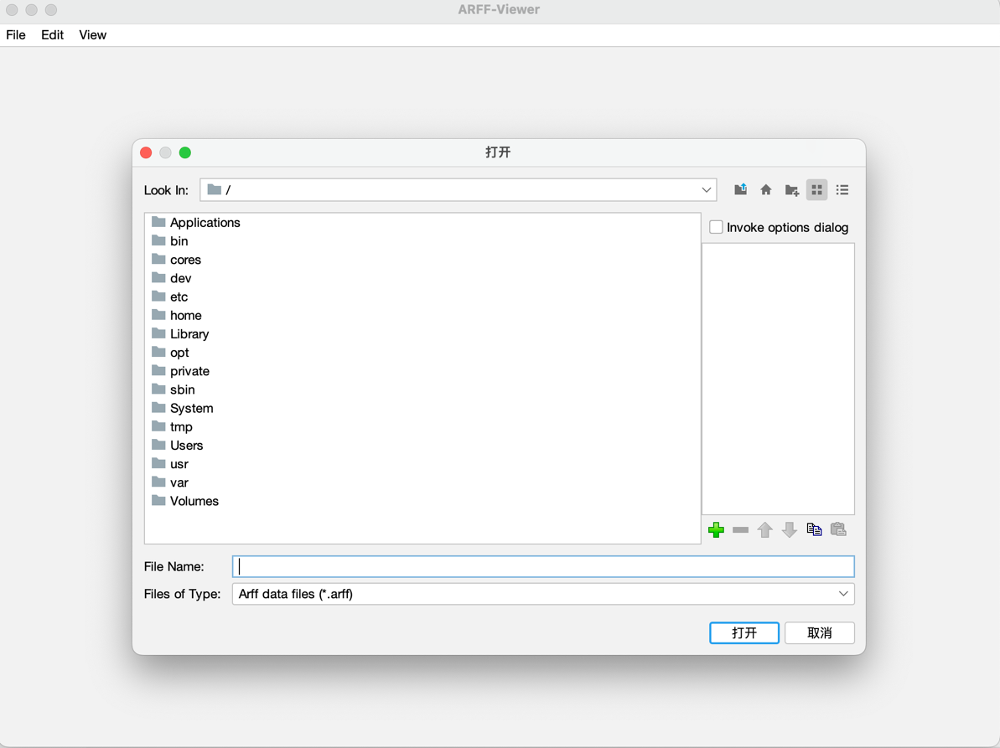 ARFF-Viewer
File Edit View
打开
Look In: /
Applications
Invoke options dialog
bin
cores
dev
etc
home
Library
opt
private
sbin
System
tmp
Users
usr
var
Volumes
File Name:
Files of Type: Arff data files (*.arff)
打开 取消